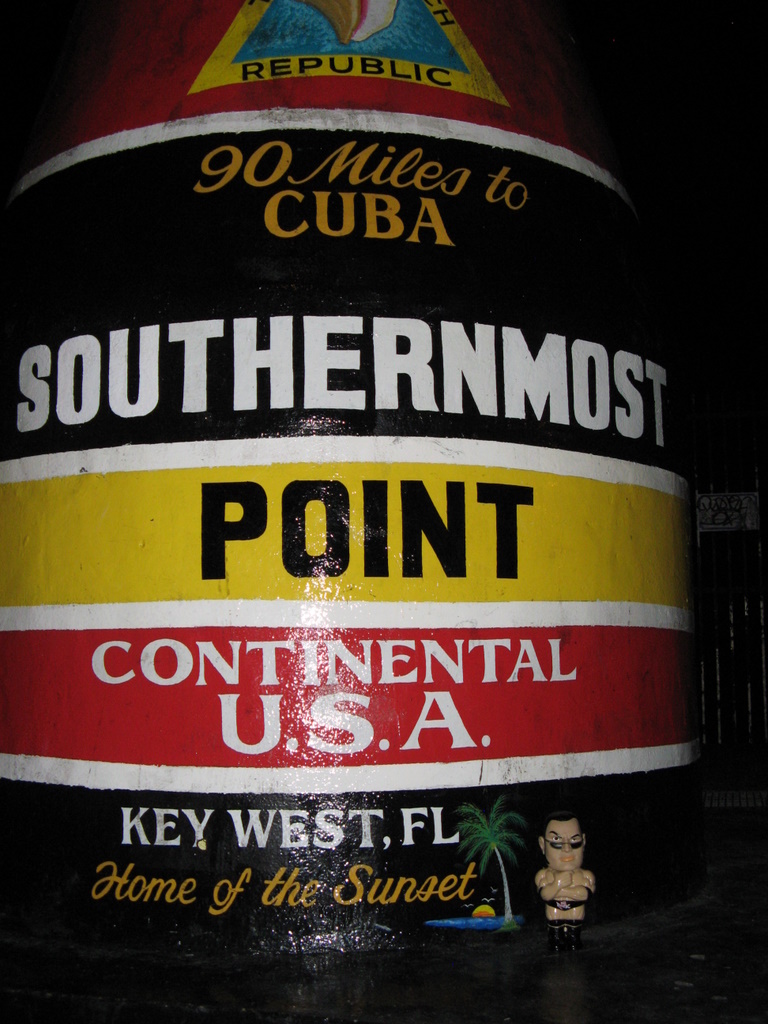 REPUBLIC
90 Miles to
CUBA
SOUTHERNMOST
POINT
CONTINENTAL
U.S.A.
KEY WEST, FL
Home of the Sunset